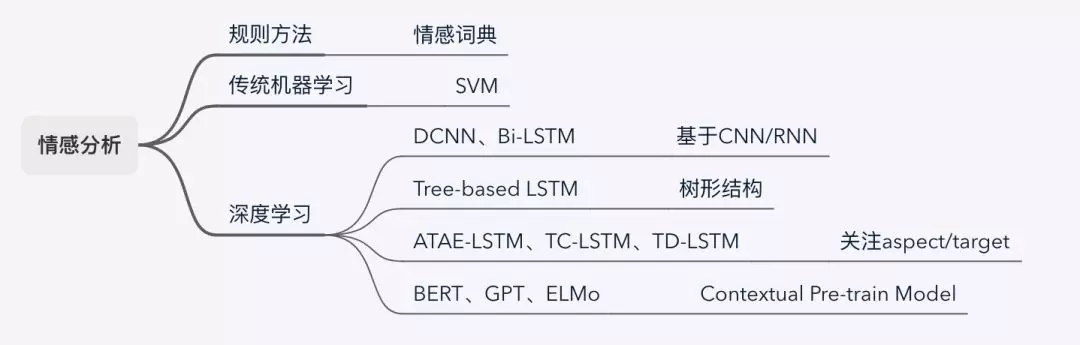 规则方法 情感词典
传统机器学习 SVM
情感分析
DCNN、Bi-LSTM 基于CNN/RNN
Tree-based LSTM 树形结构
深度学习
ATAE-LSTM、TC-LSTM、TD-LSTM 关注aspect/target
BERT、GPT、ELMo Contextual Pre-train Model